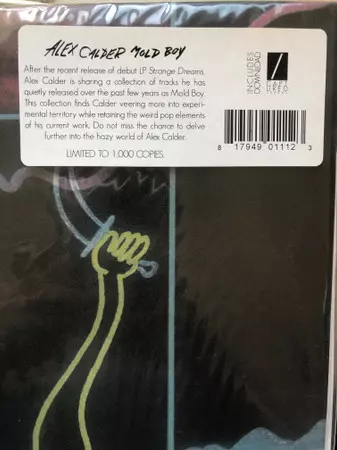 ALEX CALDER MOLD BOY
After the recent release of debut LP Strange Dreams,
Alex Calder is sharing a collection of tracks he has
quietly released over the past few years as Mold Boy.
This collection finds Calder veering more into experi-
mental territory while retaining the weird pop elements
of his current work. Do not miss the chance to delve
further into the hazy world of Alex Calder.
LIMITED TO 1,000 COPIES.
INCLUDES
DOWNLOAD
8 17949 01112 3